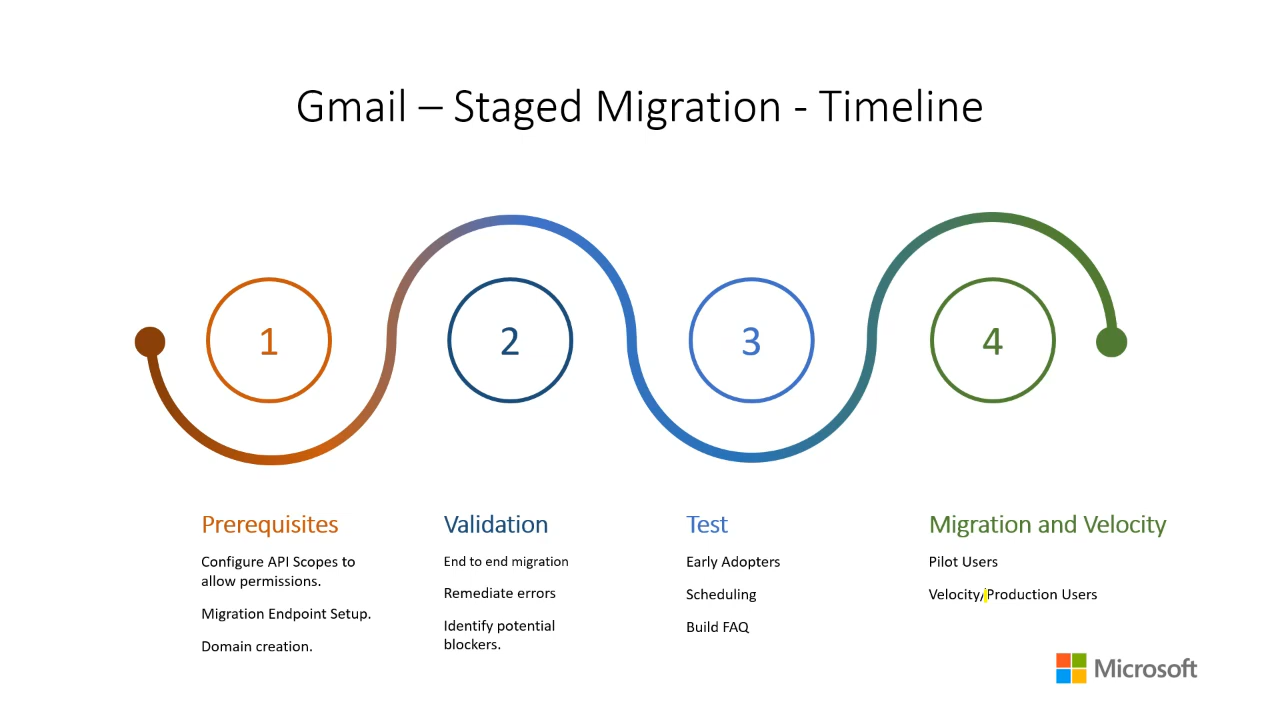 Gmail – Staged Migration - Timeline
1
2
3
4
Prerequisites
Configure API Scopes to
allow permissions.
Migration Endpoint Setup.
Domain creation.
Validation
End to end migration
Remediate errors
Identify potential
blockers.
Test
Early Adopters
Scheduling
Build FAQ
Migration and Velocity
Pilot Users
Velocity/Production Users
Microsoft